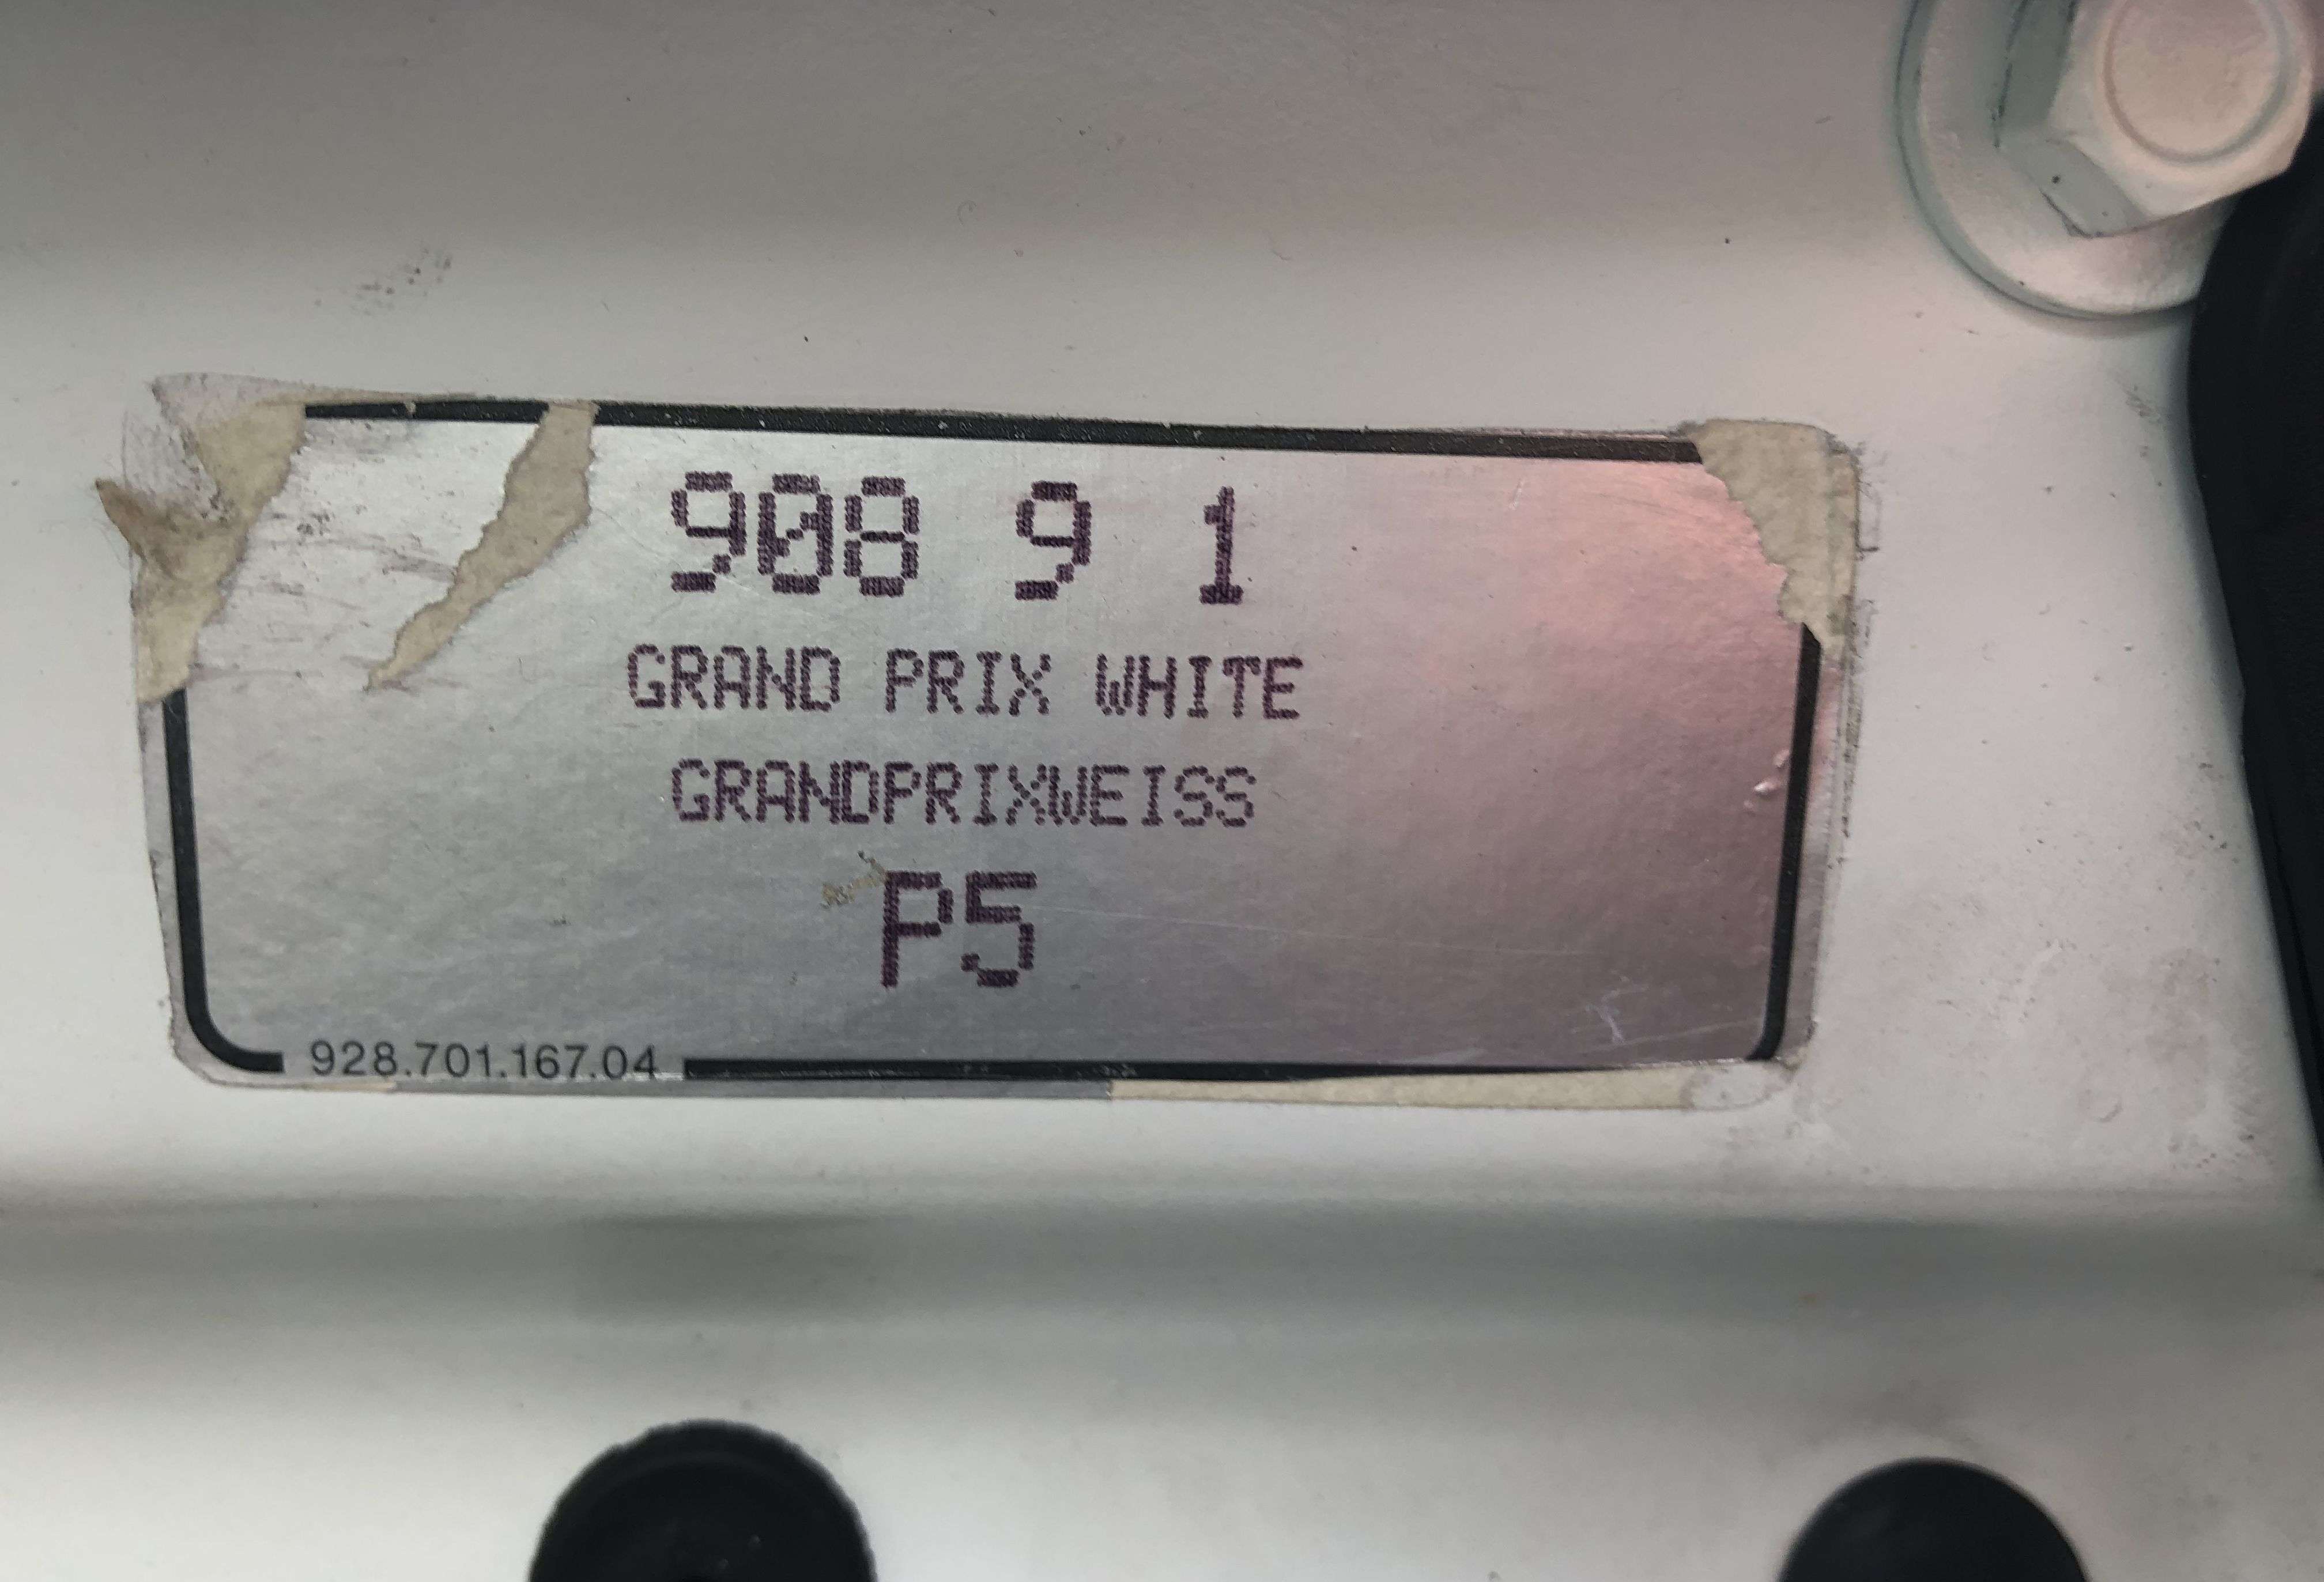 908 9 1
GRAND PRIX WHITE
GRANDPRIXWEISS
P5
928.701.167.04